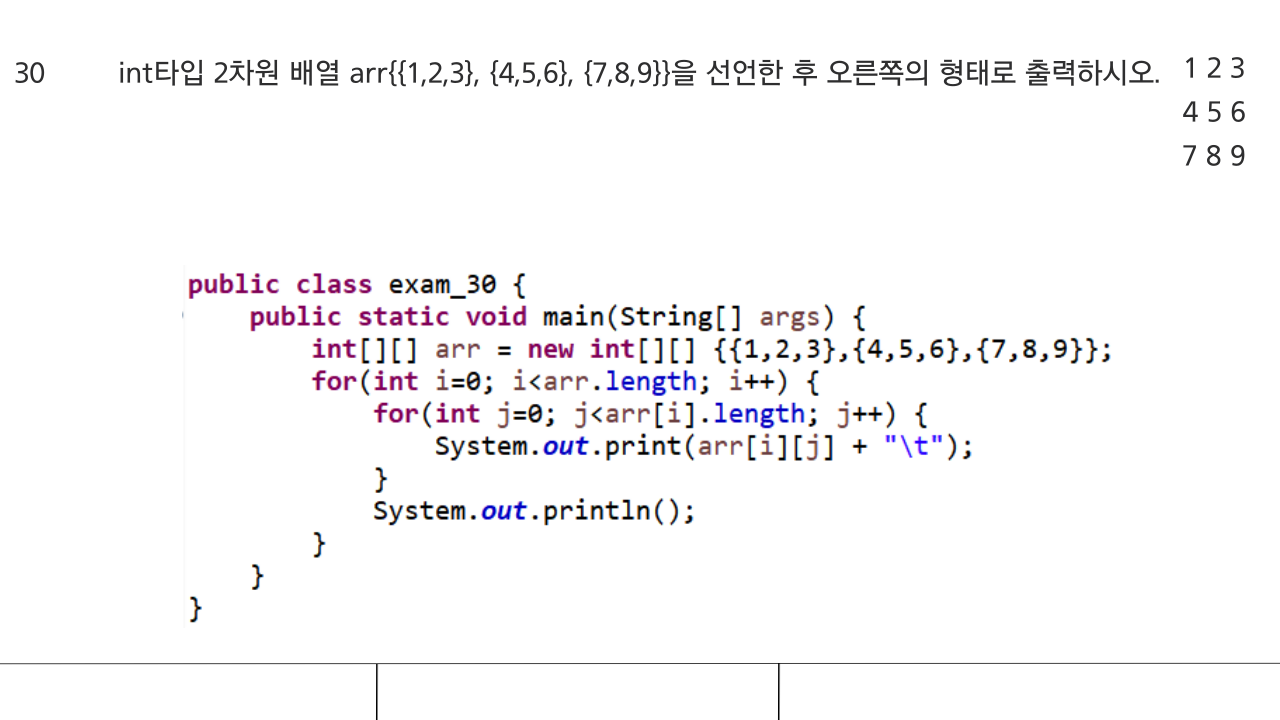 30 int타입 2차원 배열 arr{{1,2,3}, {4,5,6}, {7,8,9}}을 선언한 후 오른쪽의 형태로 출력하시오. 1 2 3
4 5 6
7 8 9
public class exam_30 {
public static void main(String[] args) {
int[][] arr = new int[][] {{1,2,3},{4,5,6},{7,8,9}};
for(int i=0; i<arr.length; i++) {
for(int j=0; j<arr[i].length; j++) {
System.out.print(arr[i][j] + "\t");
}
System.out.println();
}
}
}